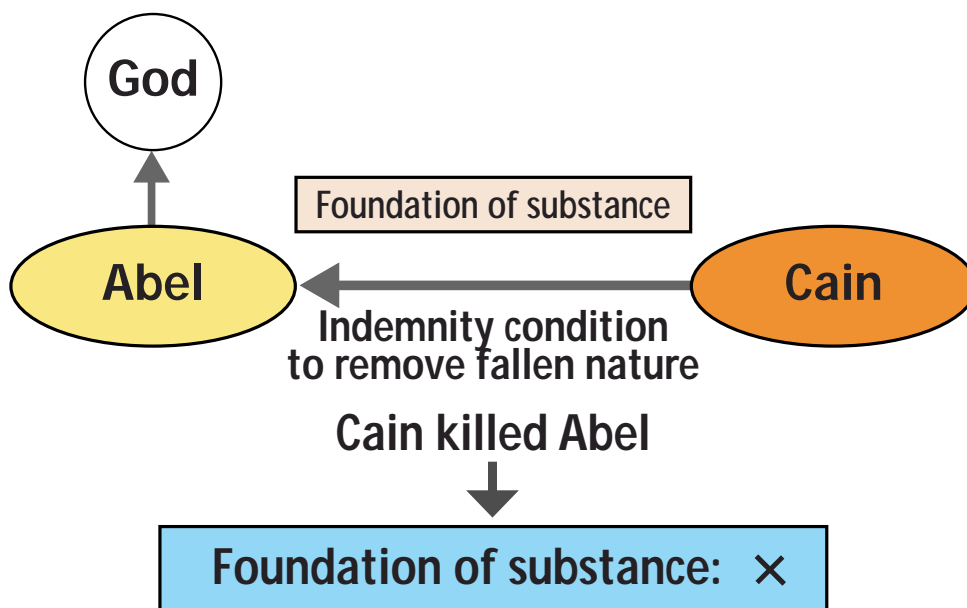 God
Foundation of substance
Abel
Cain
Indemnity condition
to remove fallen nature
Cain killed Abel
Foundation of substance: ×